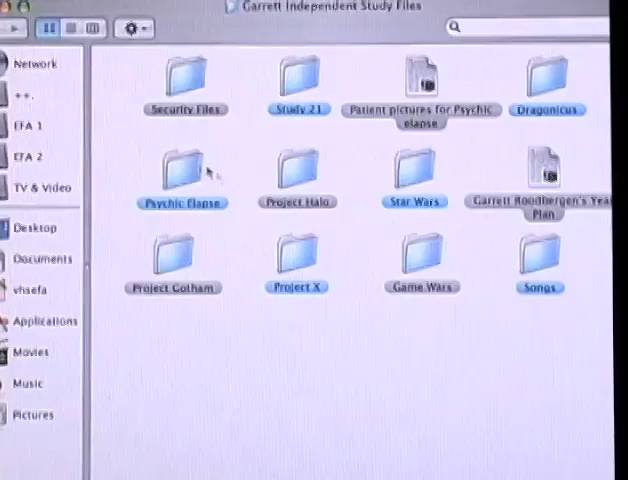 Garrett Independent Study Files
Network
EFA 1
EFA 2
TV & Video
Desktop
Documents
vhsefa
Applications
Movies
Music
Pictures
Security Files
Study 21
Patient pictures for Psychic
elapse
Dragonicus
Psychic Elapse
Project Halo
Star Wars
Garrett Roodbergen's Year
Plan
Project Gotham
Project X
Game Wars
Songs